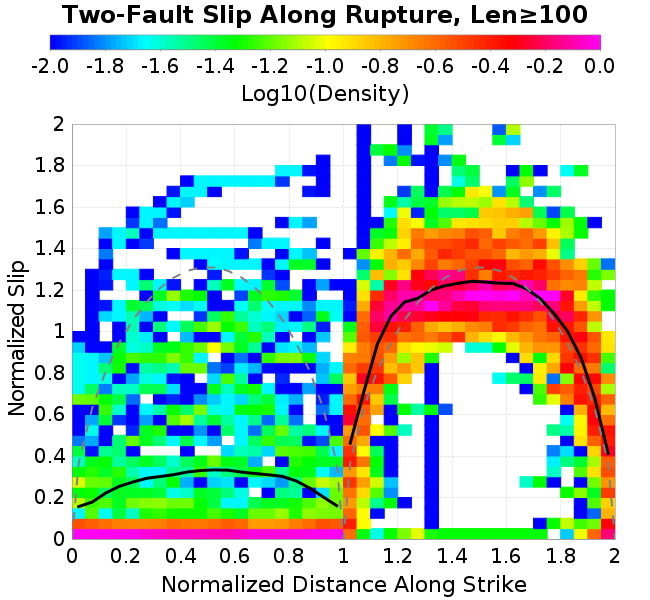 Two-Fault Slip Along Rupture, Len≥100
-2.0 -1.8 -1.6 -1.4 -1.2 -1.0 -0.8 -0.6 -0.4 -0.2 0.0
Log10(Density)
2
1.8
1.6
1.4
1.2
1
0.8
0.6
0.4
0.2
0
Normalized Slip
0 0.2 0.4 0.6 0.8 1 1.2 1.4 1.6 1.8 2
Normalized Distance Along Strike